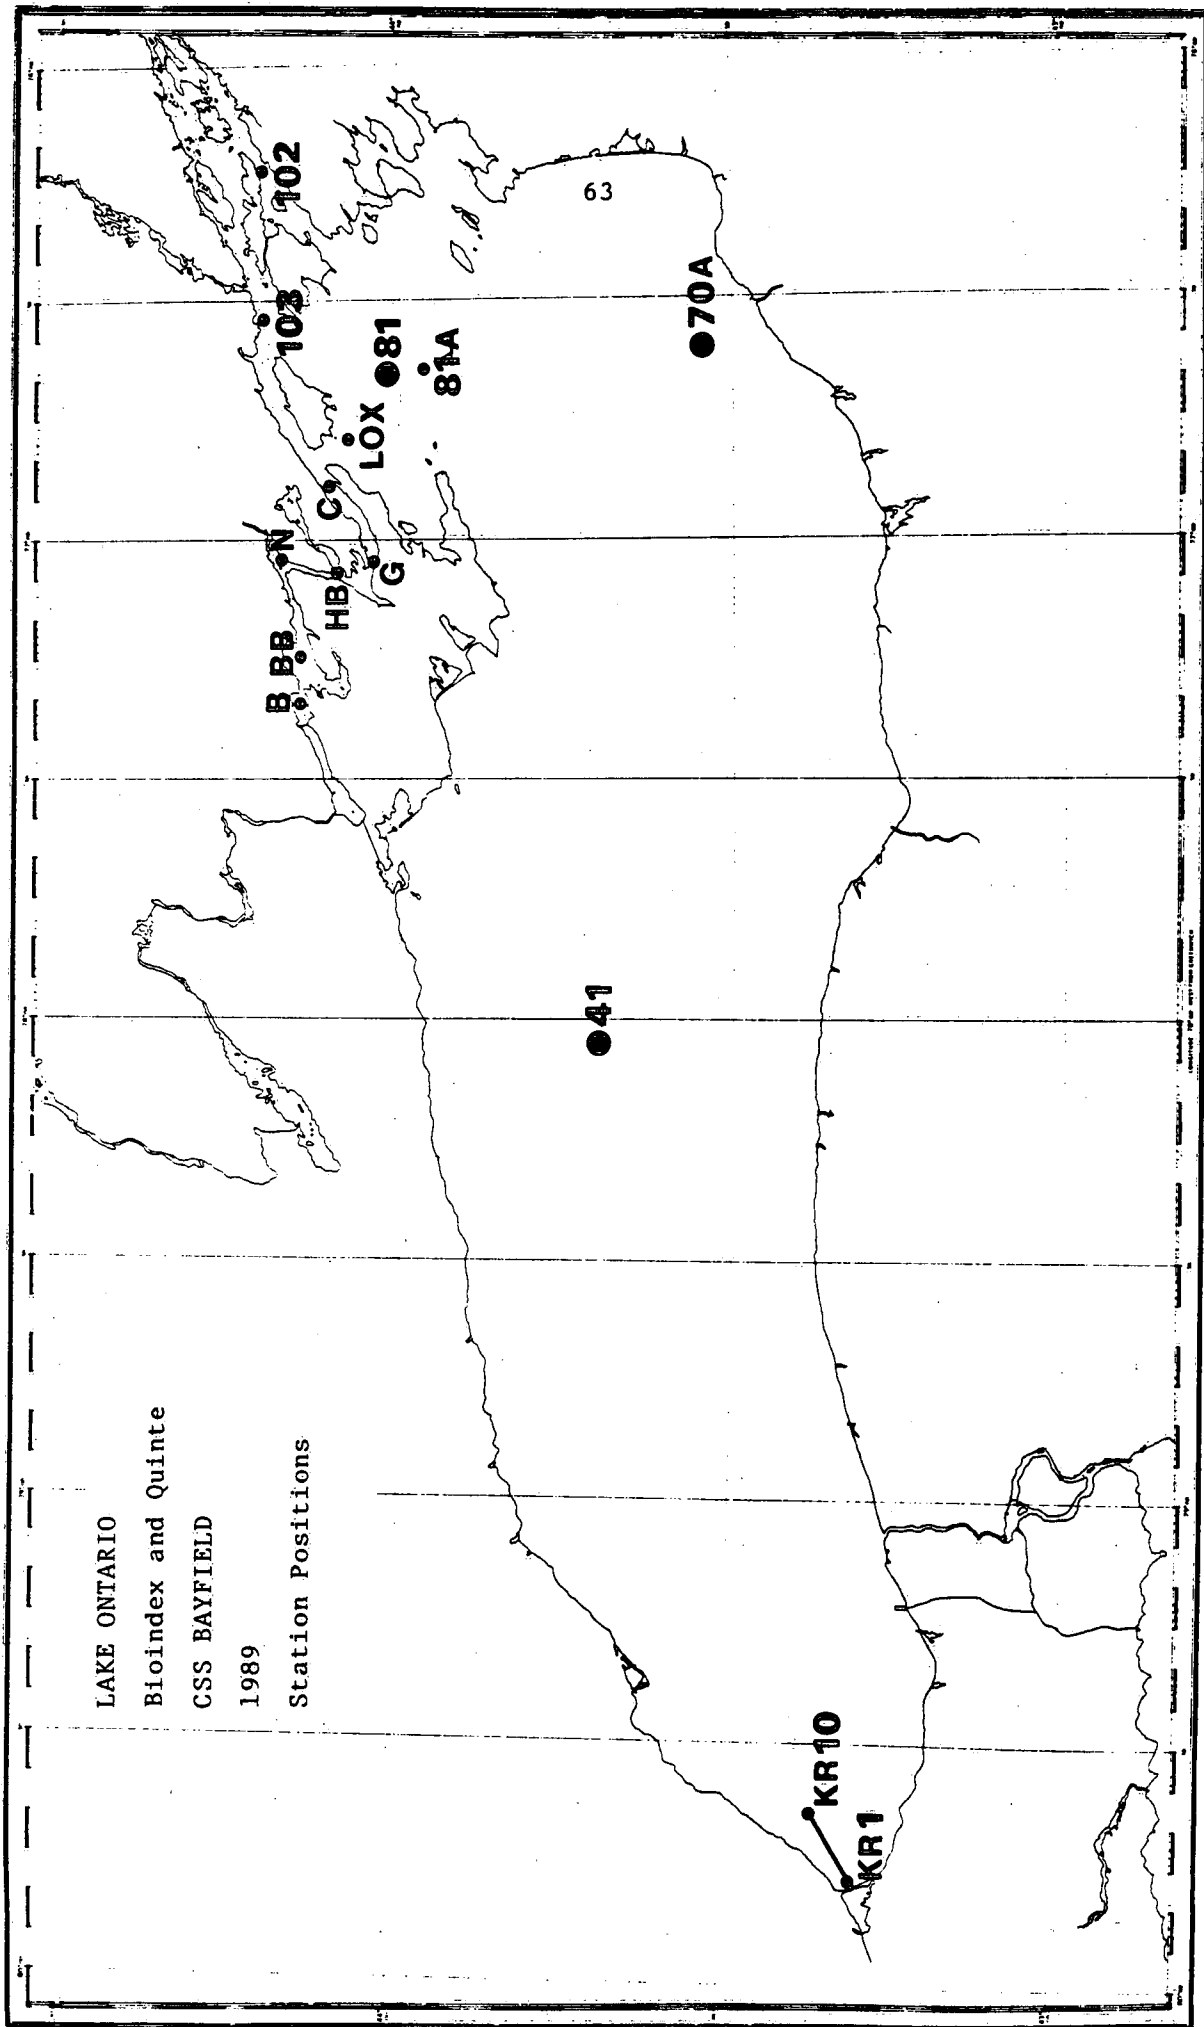 LAKE ONTARIO
Bioindex and Quinte
CSS BAYFIELD
1989
Station Positions
63
102
103
81
81A
LOX
C
N
HB
G
BB
B
70A
41
KR10
KR1